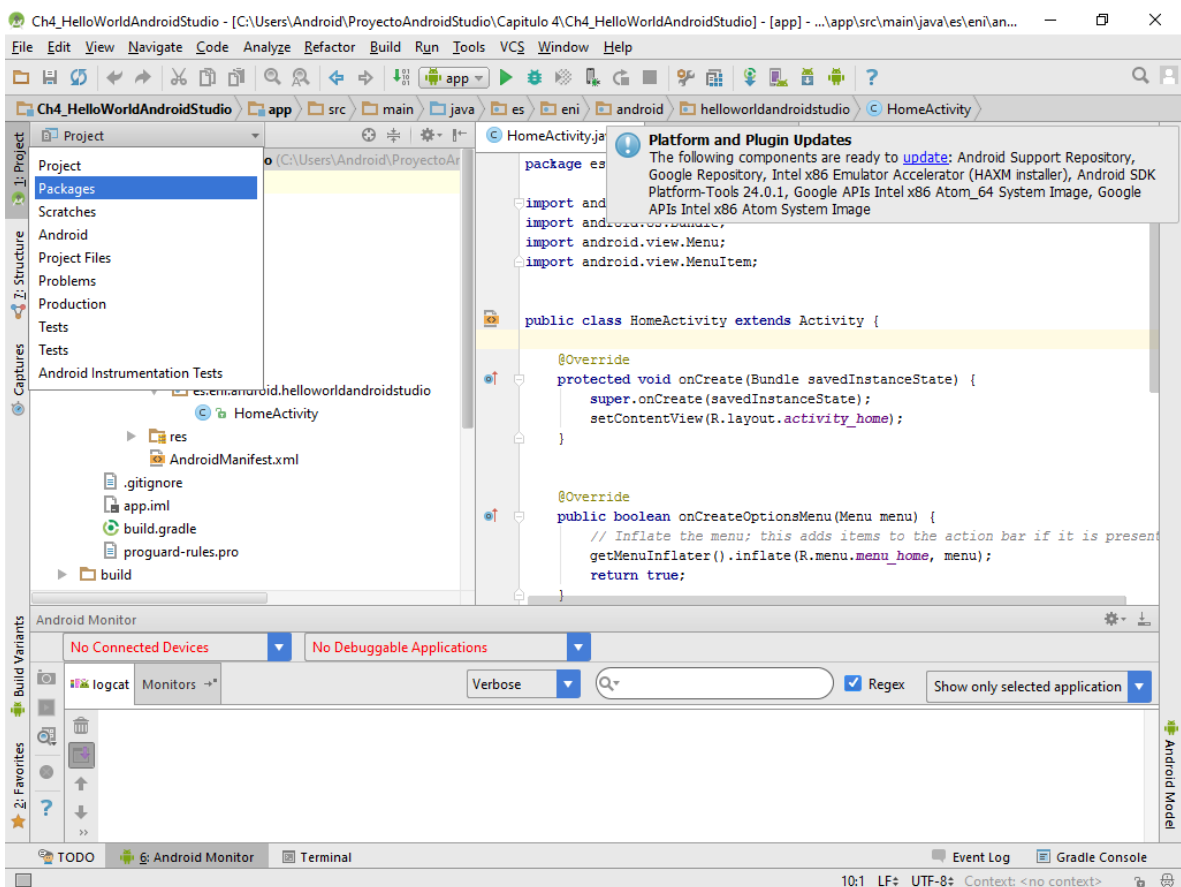 Ch4_HelloWorldAndroidStudio - [C:\Users\Android\ProyectoAndroidStudio\Capitulo 4\Ch4_HelloWorldAndroidStudio] - [app] - ...\app\src\main\java\es\eni\an...
File Edit View Navigate Code Analyze Refactor Build Run Tools VCS Window Help
app
Ch4_HelloWorldAndroidStudio app src main java es eni android helloworldandroidstudio HomeActivity
1: Project
7: Structure
Captures
Build Variants
2: Favorites
Project
Project
Packages
Scratches
Android
Project Files
Problems
Production
Tests
Tests
Android Instrumentation Tests
o (C:\Users\Android\ProyectoAr
es.eni.android.helloworldandroidstudio
HomeActivity
res
AndroidManifest.xml
.gitignore
app.iml
build.gradle
proguard-rules.pro
build
HomeActivity.ja
Platform and Plugin Updates
The following components are ready to update: Android Support Repository,
Google Repository, Intel x86 Emulator Accelerator (HAXM installer), Android SDK
Platform-Tools 24.0.1, Google APIs Intel x86 Atom_64 System Image, Google
APIs Intel x86 Atom System Image
package es
import and
import android.os.Bundle;
import android.view.Menu;
import android.view.MenuItem;
public class HomeActivity extends Activity {
@Override
protected void onCreate(Bundle savedInstanceState) {
super.onCreate(savedInstanceState);
setContentView(R.layout.activity_home);
}
@Override
public boolean onCreateOptionsMenu(Menu menu) {
// Inflate the menu; this adds items to the action bar if it is present
getMenuInflater().inflate(R.menu.menu_home, menu);
return true;
}
Android Monitor
No Connected Devices No Debuggable Applications
logcat Monitors Verbose Regex Show only selected application
Android Model
TODO 6: Android Monitor Terminal Event Log Gradle Console
10:1 LF UTF-8 Context: <no context>